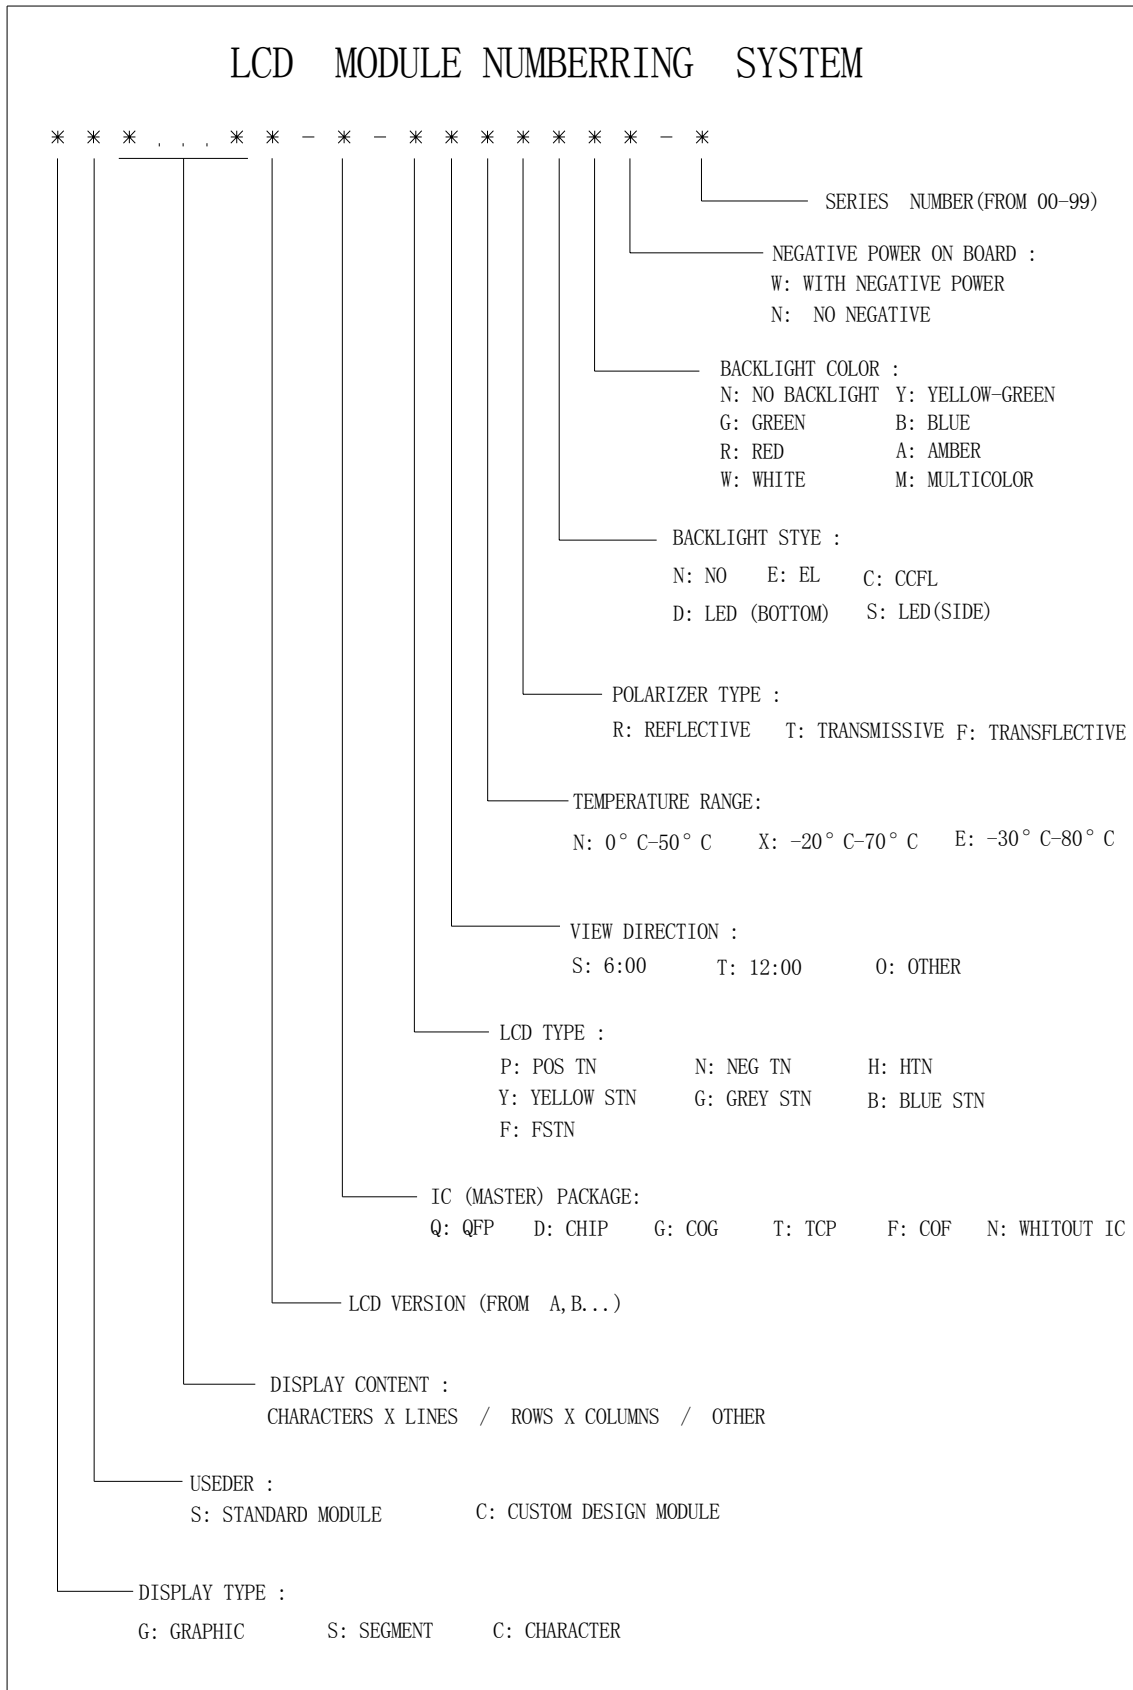 LCD MODULE NUMBERRING SYSTEM
* * * . . . * * - * - * * * * * * * - *
SERIES NUMBER(FROM 00-99)
NEGATIVE POWER ON BOARD :
W: WITH NEGATIVE POWER
N: NO NEGATIVE
BACKLIGHT COLOR :
N: NO BACKLIGHT Y: YELLOW-GREEN
G: GREEN B: BLUE
R: RED A: AMBER
W: WHITE M: MULTICOLOR
BACKLIGHT STYE :
N: NO E: EL C: CCFL
D: LED (BOTTOM) S: LED(SIDE)
POLARIZER TYPE :
R: REFLECTIVE T: TRANSMISSIVE F: TRANSFLECTIVE
TEMPERATURE RANGE:
N: 0° C-50° C X: -20° C-70° C E: -30° C-80° C
VIEW DIRECTION :
S: 6:00 T: 12:00 O: OTHER
LCD TYPE :
P: POS TN N: NEG TN H: HTN
Y: YELLOW STN G: GREY STN B: BLUE STN
F: FSTN
IC (MASTER) PACKAGE:
Q: QFP D: CHIP G: COG T: TCP F: COF N: WHITOUT IC
LCD VERSION (FROM A,B...)
DISPLAY CONTENT :
CHARACTERS X LINES / ROWS X COLUMNS / OTHER
USEDER :
S: STANDARD MODULE C: CUSTOM DESIGN MODULE
DISPLAY TYPE :
G: GRAPHIC S: SEGMENT C: CHARACTER